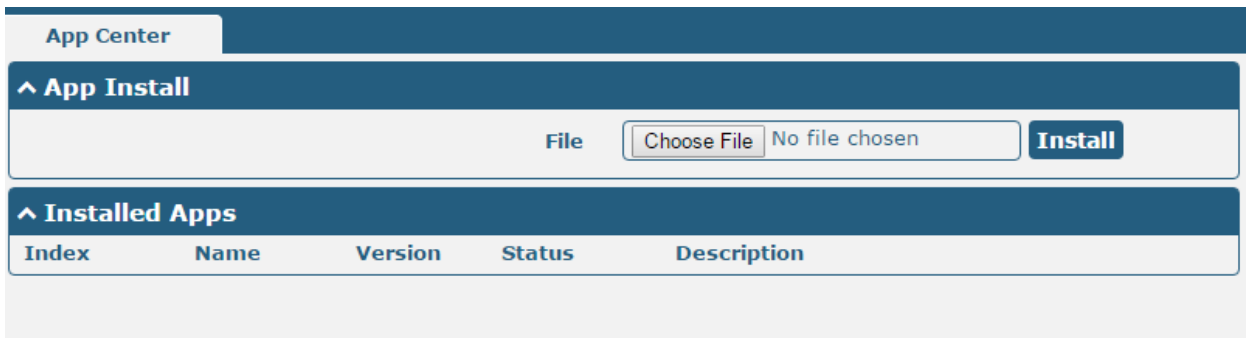 App Center
App Install
File Choose File No file chosen Install
Installed Apps
Index Name Version Status Description